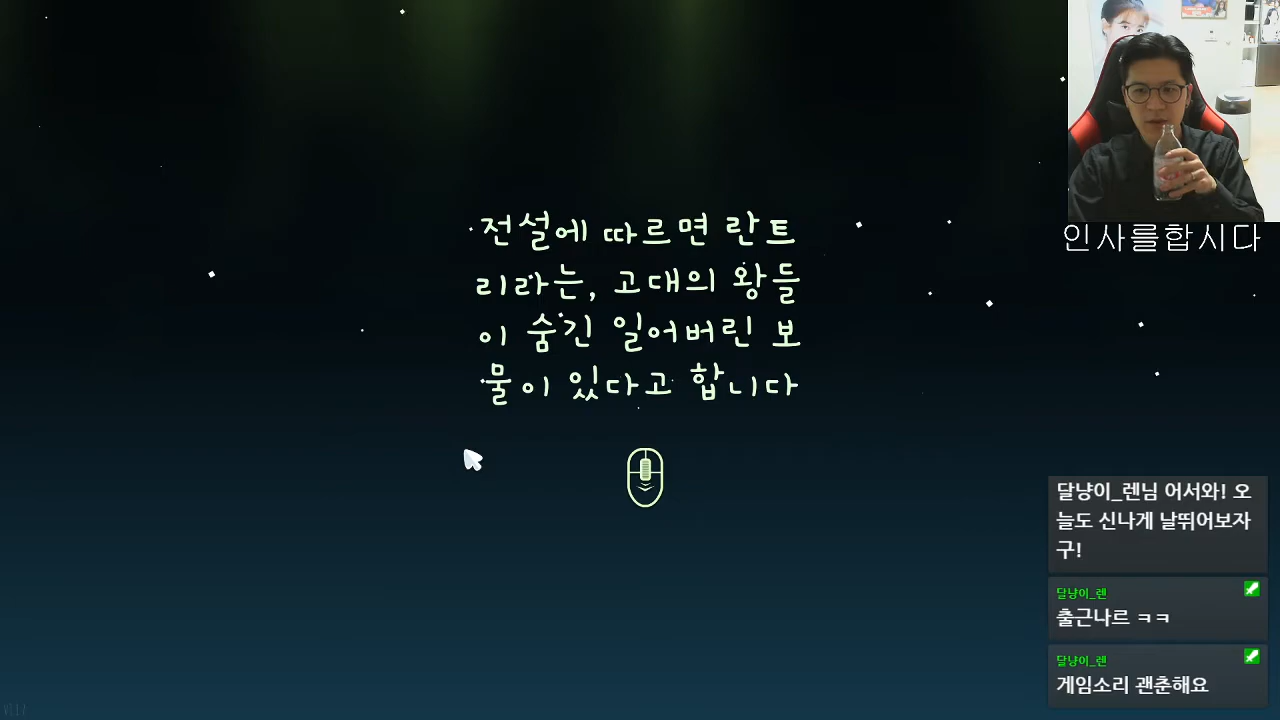 전설에 따르면 란트
리라는, 고대의 왕들
이 숨긴 잃어버린 보
물이 있다고 합니다
인사를합시다
달냥이_렌님 어서와! 오
늘도 신나게 날뛰어보자
구!
달냥이_렌
출근나르 ㅋㅋ
달냥이_렌
게임소리 괜춘해요